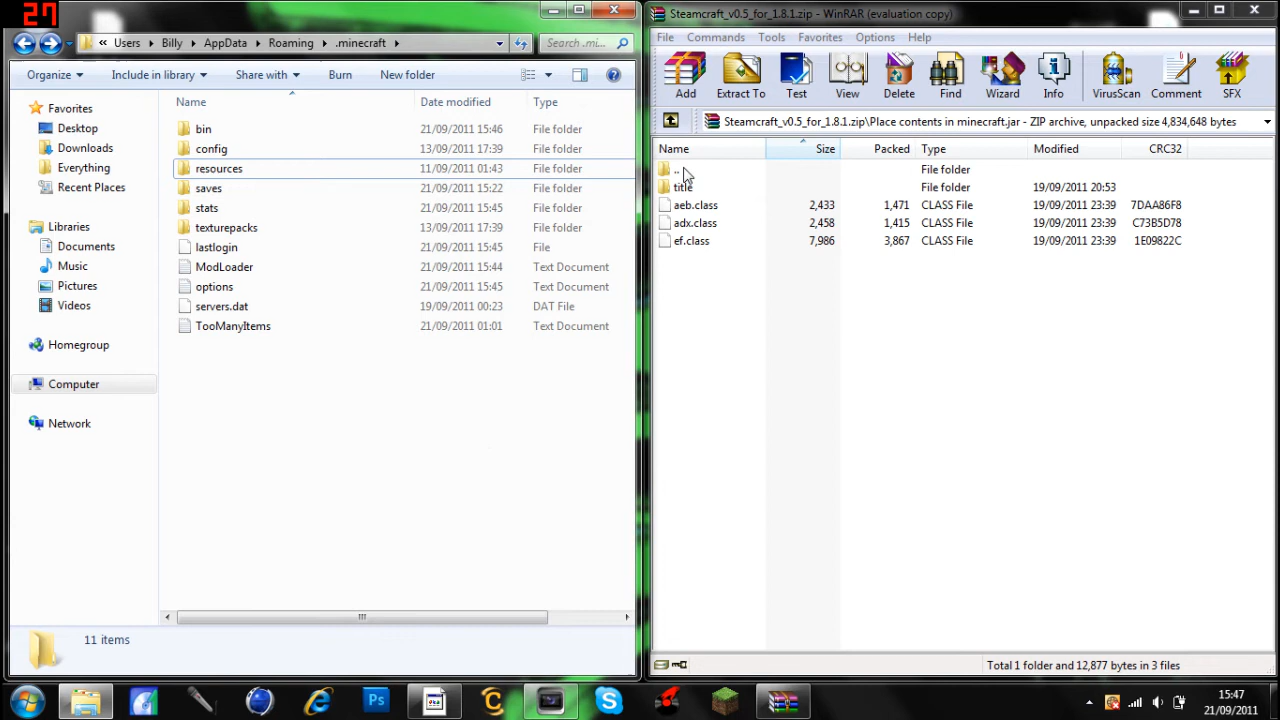 27
Users
Billy
AppData
Roaming
.minecraft
Search .mi...
Organize
Include in library
Share with
Burn
New folder
Name
Date modified
Type
Favorites
Desktop
Downloads
Everything
Recent Places
Libraries
Documents
Music
Pictures
Videos
Homegroup
Computer
Network
bin 21/09/2011 15:46 File folder
config 13/09/2011 17:39 File folder
resources 11/09/2011 01:43 File folder
saves 21/09/2011 15:22 File folder
stats 21/09/2011 15:45 File folder
texturepacks 13/09/2011 17:39 File folder
lastlogin 21/09/2011 15:45 File
ModLoader 21/09/2011 15:44 Text Document
options 21/09/2011 15:45 Text Document
servers.dat 19/09/2011 00:23 DAT File
TooManyItems 21/09/2011 01:01 Text Document
11 items
Steamcraft_v0.5_for_1.8.1.zip - WinRAR (evaluation copy)
File Commands Tools Favorites Options Help
Add Extract To Test View Delete Find Wizard Info VirusScan Comment SFX
Steamcraft_v0.5_for_1.8.1.zip\Place contents in minecraft.jar - ZIP archive, unpacked size 4,834,648 bytes
Name Size Packed Type Modified CRC32
.. File folder
title File folder 19/09/2011 20:53
aeb.class 2,433 1,471 CLASS File 19/09/2011 23:39 7DAA86F8
adx.class 2,458 1,415 CLASS File 19/09/2011 23:39 C73B5D78
ef.class 7,986 3,867 CLASS File 19/09/2011 23:39 1E09822C
Total 1 folder and 12,877 bytes in 3 files
Ps
15:47
21/09/2011